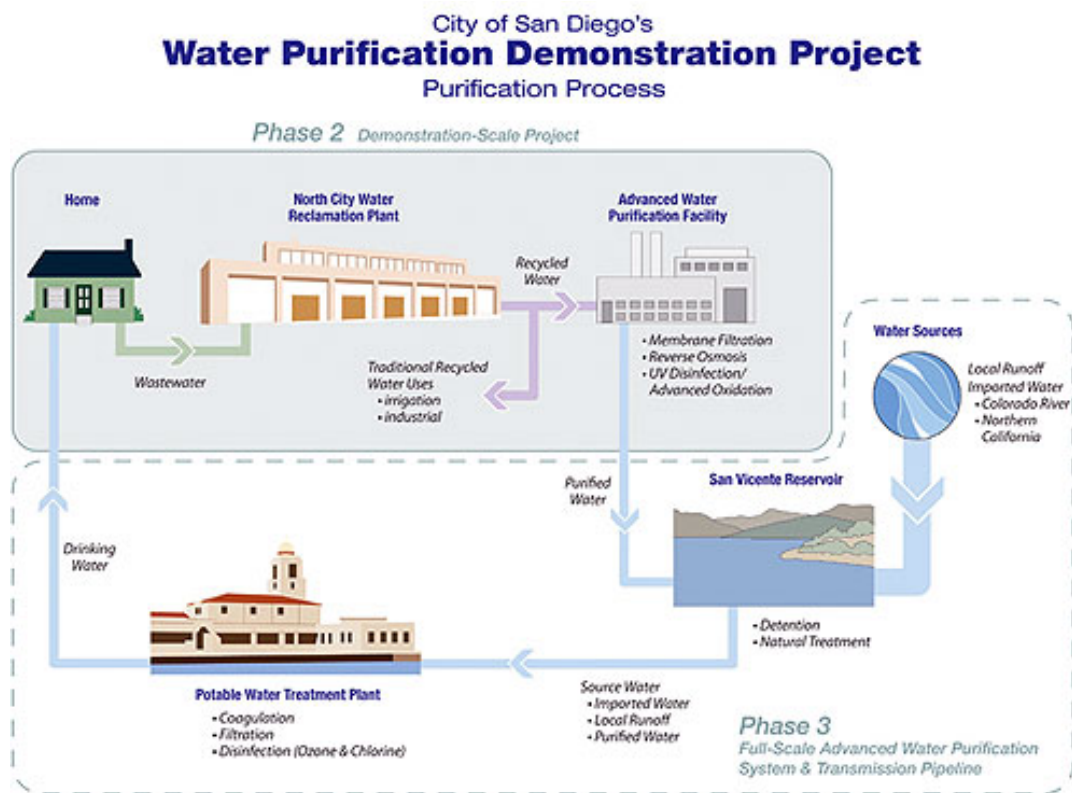 City of San Diego's
Water Purification Demonstration Project
Purification Process
Phase 2 Demonstration-Scale Project
Home
North City Water
Reclamation Plant
Advanced Water
Purification Facility
Recycled
Water
Wastewater
Traditional Recycled
Water Uses
• irrigation
• industrial
• Membrane Filtration
• Reverse Osmosis
• UV Disinfection/
Advanced Oxidation
Water Sources
Local Runoff
Imported Water
• Colorado River
• Northern
California
Purified
Water
San Vicente Reservoir
• Detention
• Natural Treatment
Drinking
Water
Potable Water Treatment Plant
• Coagulation
• Filtration
• Disinfection (Ozone & Chlorine)
Source Water
• Imported Water
• Local Runoff
• Purified Water
Phase 3
Full-Scale Advanced Water Purification
System & Transmission Pipeline